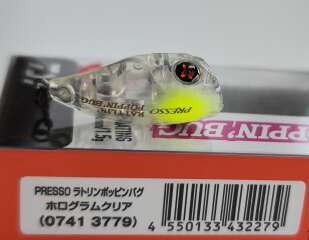 RATTLIN'
POPPIN' BUG
PRESSO
OPPIN' BUG
PRESSO ラトリンポッピンバグ
ホログラムクリア
(0741 3779)
4 550133 432279